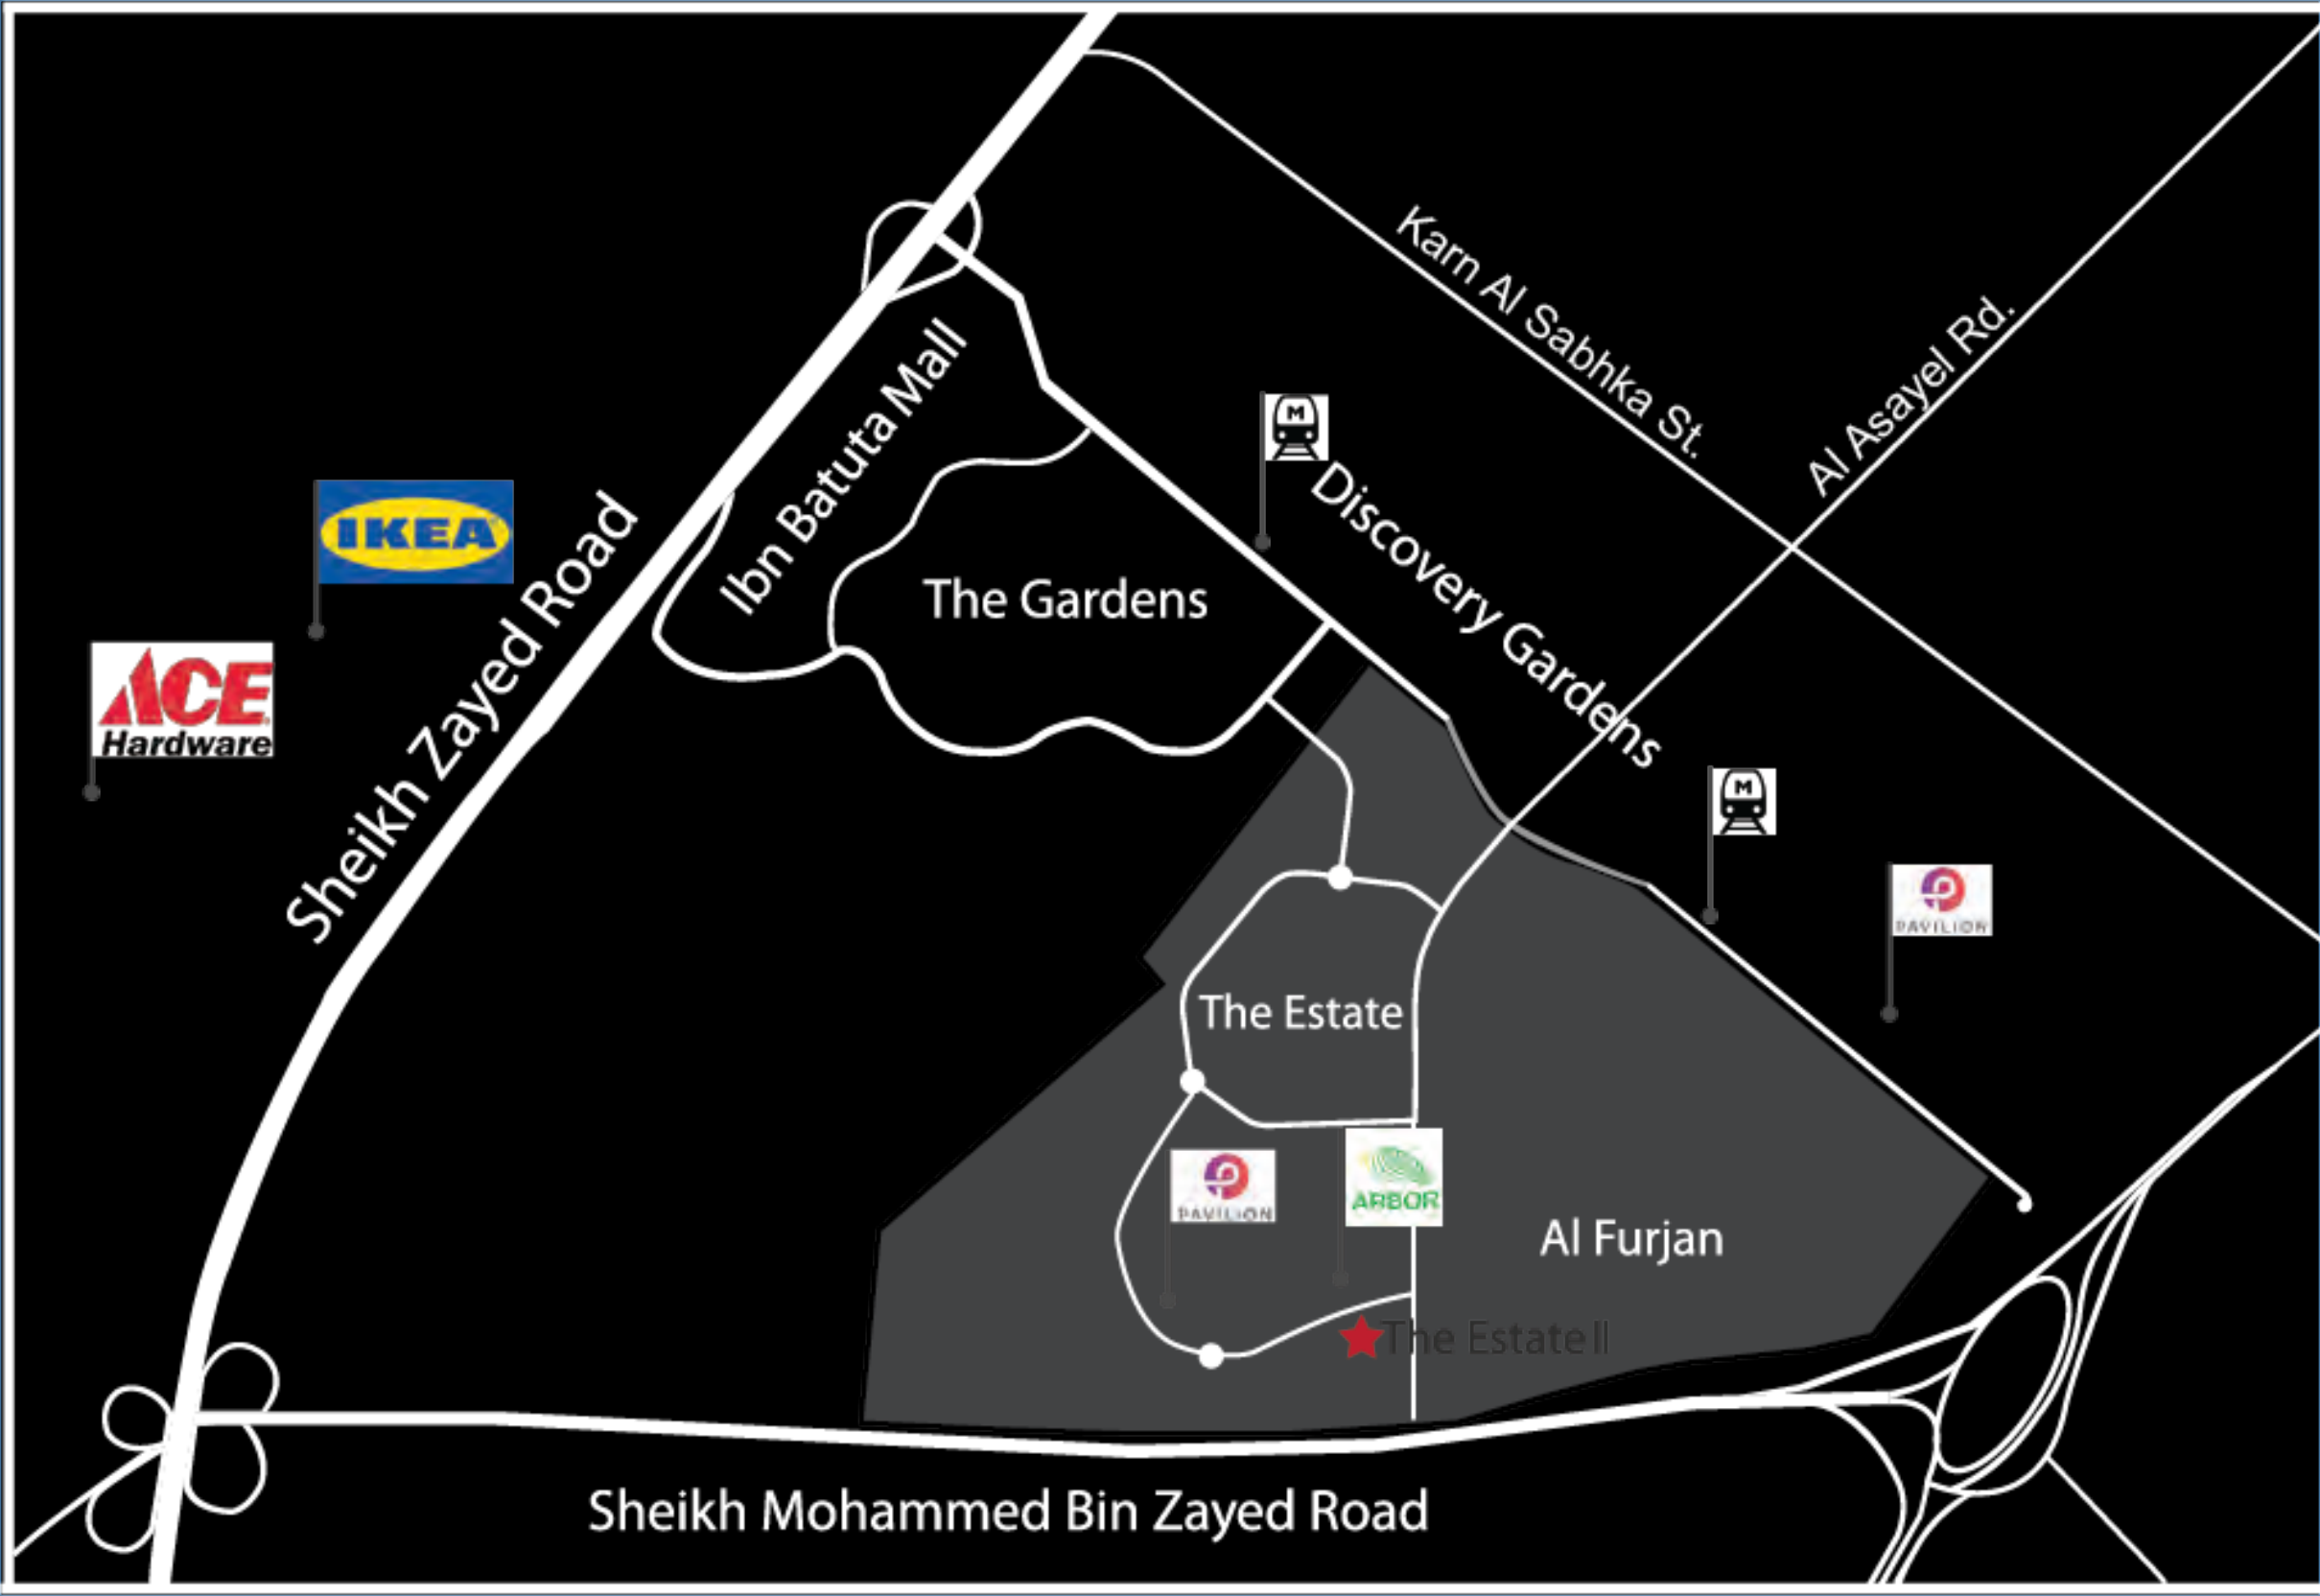 Karn Al Sabhka St.
Al Asayel Rd.
Ibn Batuta Mall
M
Discovery Gardens
IKEA
Sheikh Zayed Road
The Gardens
ACE
Hardware
M
PAVILION
The Estate
PAVILION
ARBOR
Al Furjan
The Estate II
Sheikh Mohammed Bin Zayed Road